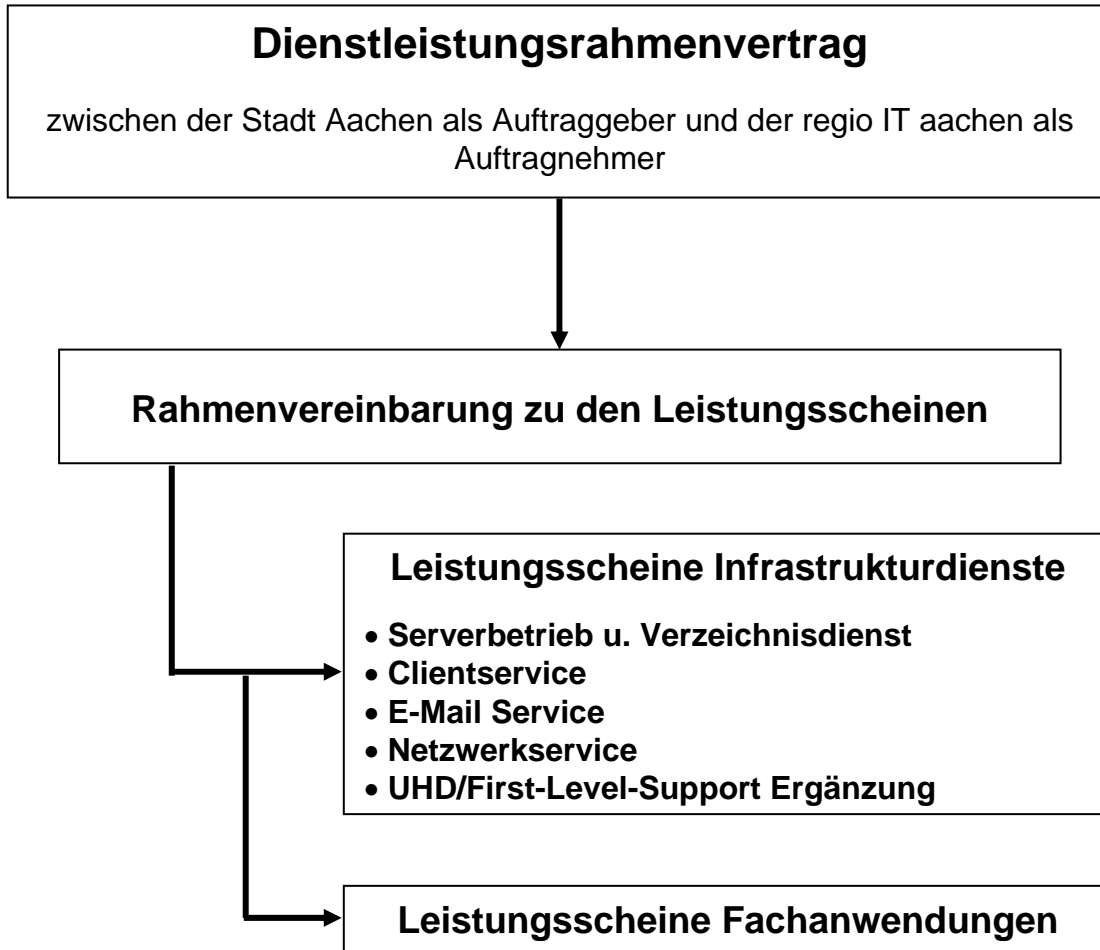 Dienstleistungsrahmenvertrag
zwischen der Stadt Aachen als Auftraggeber und der regio IT aachen als
Auftragnehmer
Rahmenvereinbarung zu den Leistungsscheinen
Leistungsscheine Infrastrukturdienste
• Serverbetrieb u. Verzeichnisdienst
• Clientservice
• E-Mail Service
• Netzwerkservice
• UHD/First-Level-Support Ergänzung
Leistungsscheine Fachanwendungen